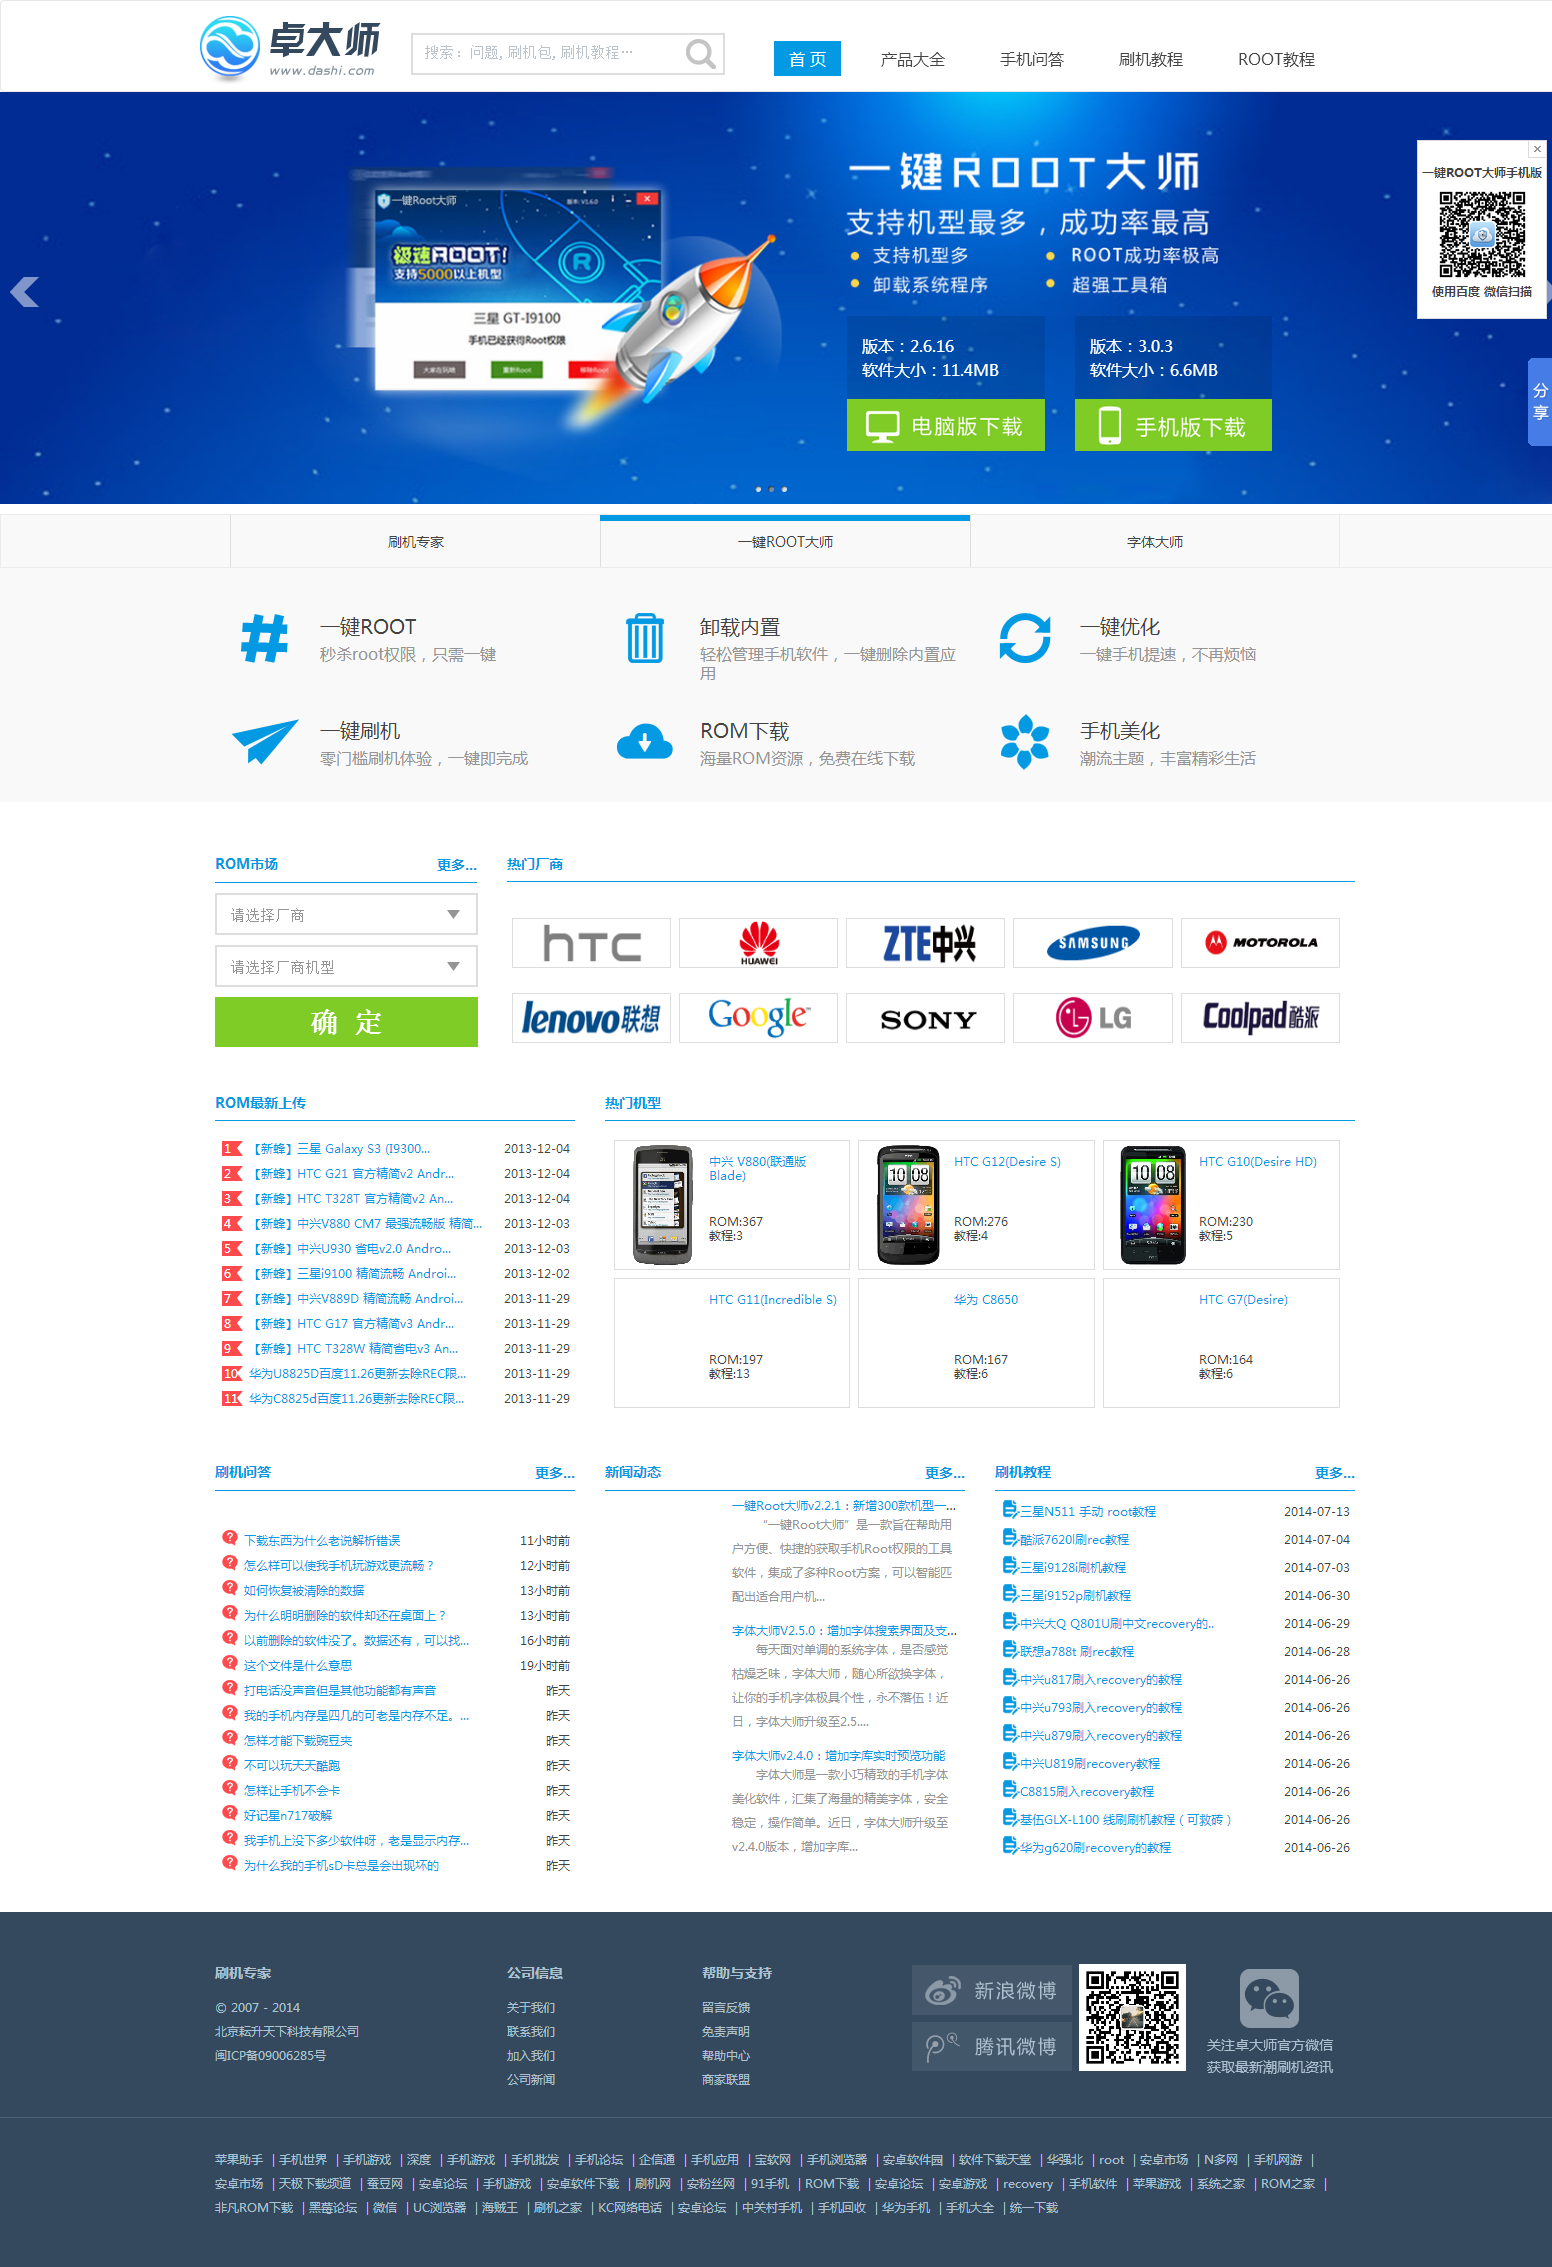 卓大师
www.dashi.com
搜索：问题, 刷机包, 刷机教程…
首 页
产品大全
手机问答
刷机教程
ROOT教程
一键Root大师
版本: V1.6.0
极速ROOT!
支持5000以上机型
三星 GT-I9100
手机已经获得Root权限
重新Root
移除Root
一键ROOT大师
支持机型最多，成功率最高
支持机型多
ROOT成功率极高
卸载系统程序
超强工具箱
版本：2.6.16
软件大小：11.4MB
版本：3.0.3
软件大小：6.6MB
电脑版下载
手机版下载
一键ROOT大师手机版
使用百度 微信扫描
分享
刷机专家
一键ROOT大师
字体大师
一键ROOT
秒杀root权限，只需一键
卸载内置
轻松管理手机软件，一键删除内置应
用
一键优化
一键手机提速，不再烦恼
一键刷机
零门槛刷机体验，一键即完成
ROM下载
海量ROM资源，免费在线下载
手机美化
潮流主题，丰富精彩生活
ROM市场
更多...
请选择厂商
请选择厂商机型
确 定
热门厂商
hTC
HUAWEI
ZTE中兴
SAMSUNG
MOTOROLA
lenovo联想
Google
SONY
LG
Coolpad酷派
ROM最新上传
1 【新蜂】三星 Galaxy S3 (I9300... 2013-12-04
2 【新蜂】HTC G21 官方精简v2 Andr... 2013-12-04
3 【新蜂】HTC T328T 官方精简v2 An... 2013-12-04
4 【新蜂】中兴V880 CM7 最强流畅版 精简... 2013-12-03
5 【新蜂】中兴U930 省电v2.0 Andro... 2013-12-03
6 【新蜂】三星i9100 精简流畅 Androi... 2013-12-02
7 【新蜂】中兴V889D 精简流畅 Androi... 2013-11-29
8 【新蜂】HTC G17 官方精简v3 Andr... 2013-11-29
9 【新蜂】HTC T328W 精简省电v3 An... 2013-11-29
10 华为U8825D百度11.26更新去除REC限... 2013-11-29
11 华为C8825d百度11.26更新去除REC限... 2013-11-29
热门机型
中兴 V880(联通版
Blade)
ROM:367
教程:3
HTC G12(Desire S)
ROM:276
教程:4
HTC G10(Desire HD)
ROM:230
教程:5
HTC G11(Incredible S)
ROM:197
教程:13
华为 C8650
ROM:167
教程:6
HTC G7(Desire)
ROM:164
教程:6
刷机问答
更多...
下载东西为什么老说解析错误 11小时前
怎么样可以使我手机玩游戏更流畅？ 12小时前
如何恢复被清除的数据 13小时前
为什么明明删除的软件却还在桌面上？ 13小时前
以前删除的软件没了。数据还有，可以找... 16小时前
这个文件是什么意思 19小时前
打电话没声音但是其他功能都有声音 昨天
我的手机内存是四几的可老是内存不足。... 昨天
怎样才能下载豌豆夹 昨天
不可以玩天天酷跑 昨天
怎样让手机不会卡 昨天
好记星n717破解 昨天
我手机上没下多少软件呀，老是显示内存... 昨天
为什么我的手机sD卡总是会出现坏的 昨天
新闻动态
更多...
一键Root大师v2.2.1：新增300款机型一...
“一键Root大师”是一款旨在帮助用
户方便、快捷的获取手机Root权限的工具
软件，集成了多种Root方案，可以智能匹
配出适合用户机...
字体大师V2.5.0：增加字体搜索界面及支...
每天面对单调的系统字体，是否感觉
枯燥乏味，字体大师，随心所欲换字体，
让你的手机字体极具个性，永不落伍！近
日，字体大师升级至2.5....
字体大师v2.4.0：增加字库实时预览功能
字体大师是一款小巧精致的手机字体
美化软件，汇集了海量的精美字体，安全
稳定，操作简单。近日，字体大师升级至
v2.4.0版本，增加字库...
刷机教程
更多...
三星N511 手动 root教程 2014-07-13
酷派7620l刷rec教程 2014-07-04
三星i9128i刷机教程 2014-07-03
三星i9152p刷机教程 2014-06-30
中兴大Q Q801U刷中文recovery的.. 2014-06-29
联想a788t 刷rec教程 2014-06-28
中兴u817刷入recovery的教程 2014-06-26
中兴u793刷入recovery的教程 2014-06-26
中兴u879刷入recovery的教程 2014-06-26
中兴U819刷recovery教程 2014-06-26
C8815刷入recovery教程 2014-06-26
基伍GLX-L100 线刷刷机教程（可救砖） 2014-06-26
华为g620刷recovery的教程 2014-06-26
刷机专家
© 2007 - 2014
北京耘升天下科技有限公司
闽ICP备09006285号
公司信息
关于我们
联系我们
加入我们
公司新闻
帮助与支持
留言反馈
免责声明
帮助中心
商家联盟
新浪微博
腾讯微博
关注卓大师官方微信
获取最新潮刷机资讯
苹果助手 | 手机世界 | 手机游戏 | 深度 | 手机游戏 | 手机批发 | 手机论坛 | 企信通 | 手机应用 | 宝软网 | 手机浏览器 | 安卓软件园 | 软件下载天堂 | 华强北 | root | 安卓市场 | N多网 | 手机网游 |
安卓市场 | 天极下载频道 | 蚕豆网 | 安卓论坛 | 手机游戏 | 安卓软件下载 | 刷机网 | 安粉丝网 | 91手机 | ROM下载 | 安卓论坛 | 安卓游戏 | recovery | 手机软件 | 苹果游戏 | 系统之家 | ROM之家 |
非凡ROM下载 | 黑莓论坛 | 微信 | UC浏览器 | 海贼王 | 刷机之家 | KC网络电话 | 安卓论坛 | 中关村手机 | 手机回收 | 华为手机 | 手机大全 | 统一下载